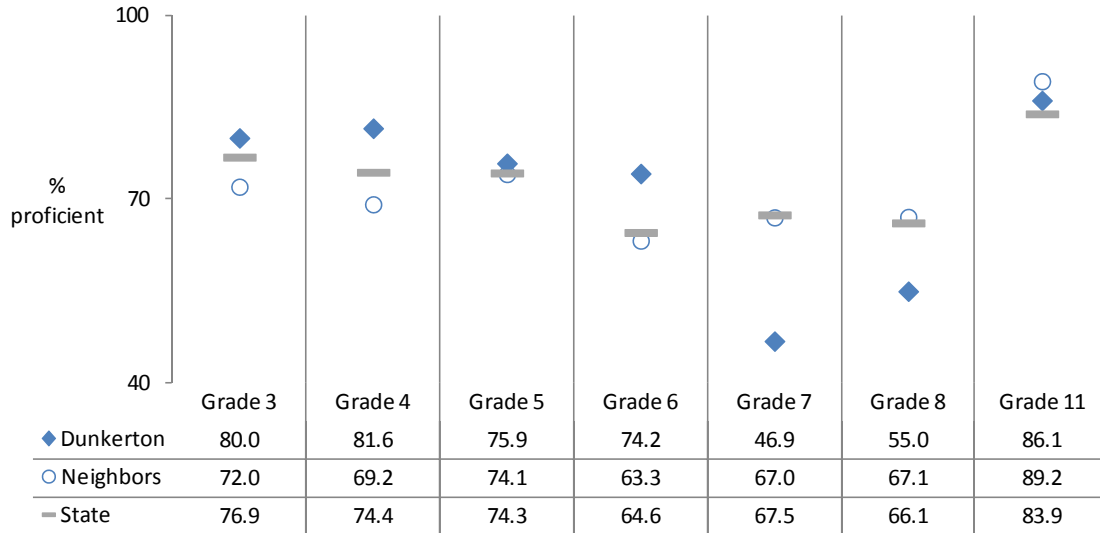 100
%
proficient
70
40
Grade 3 Grade 4 Grade 5 Grade 6 Grade 7 Grade 8 Grade 11
Dunkerton 80.0 81.6 75.9 74.2 46.9 55.0 86.1
Neighbors 72.0 69.2 74.1 63.3 67.0 67.1 89.2
State 76.9 74.4 74.3 64.6 67.5 66.1 83.9